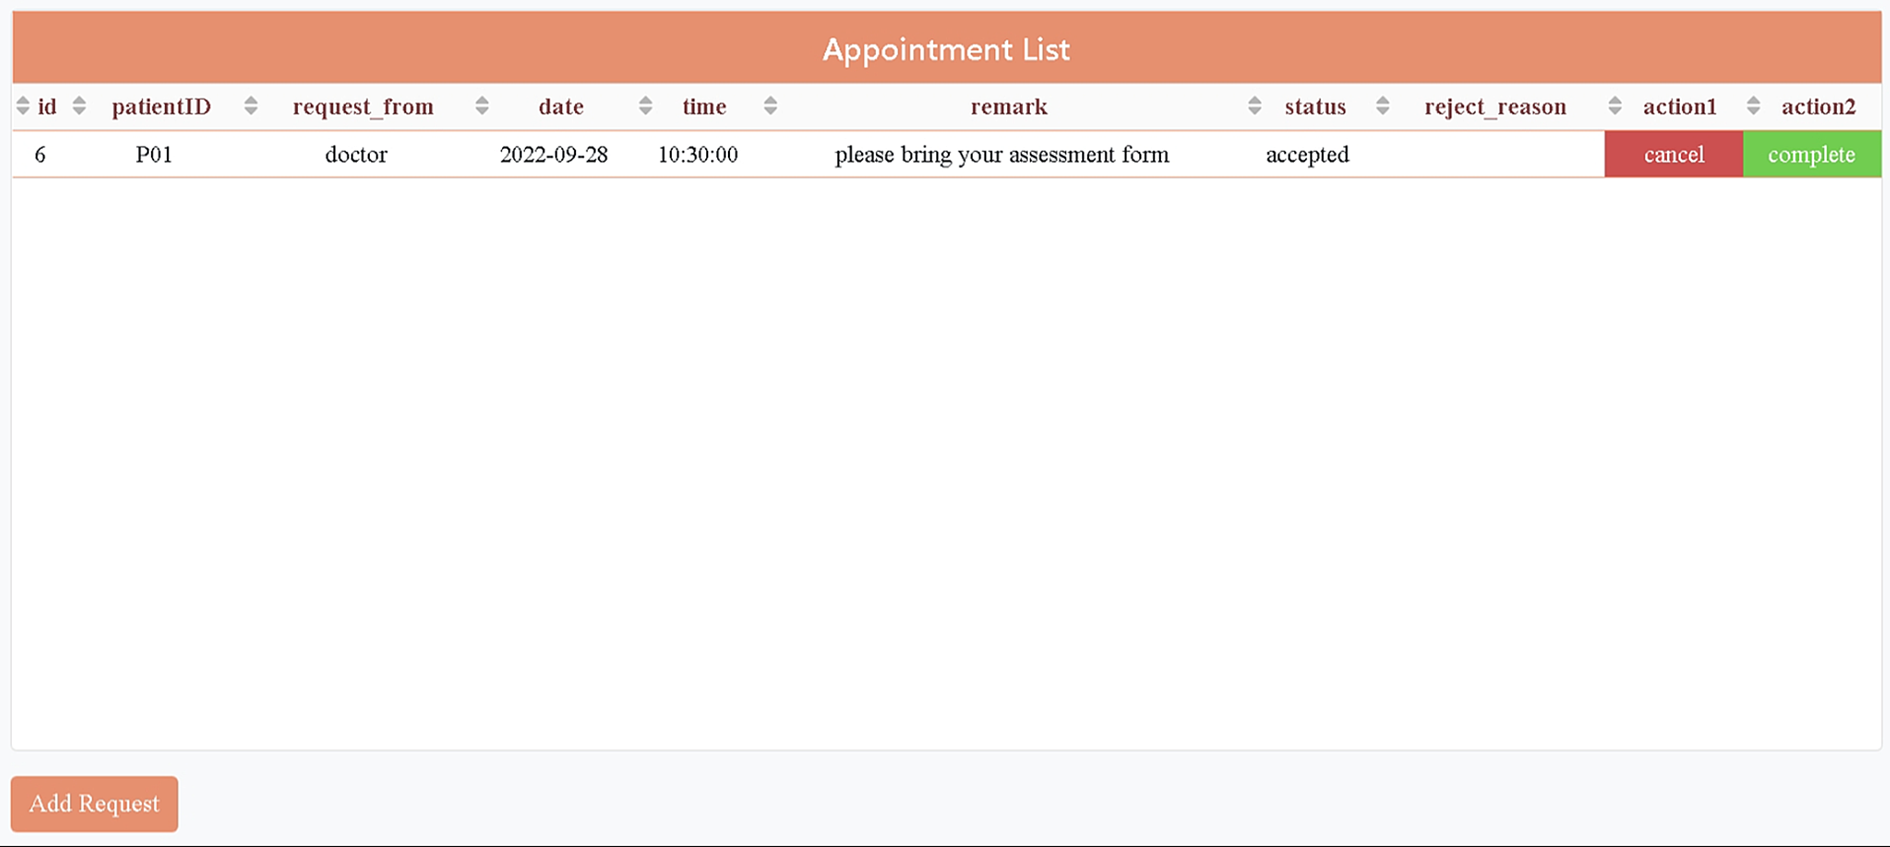 Appointment List
id patientID request_from date time remark status reject_reason action1 action2
6 P01 doctor 2022-09-28 10:30:00 please bring your assessment form accepted cancel complete
Add Request